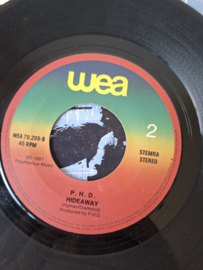 wea
2
WEA 79.209-B
45 RPM
STEMRA
STEREO
P. H. D.
HIDEAWAY